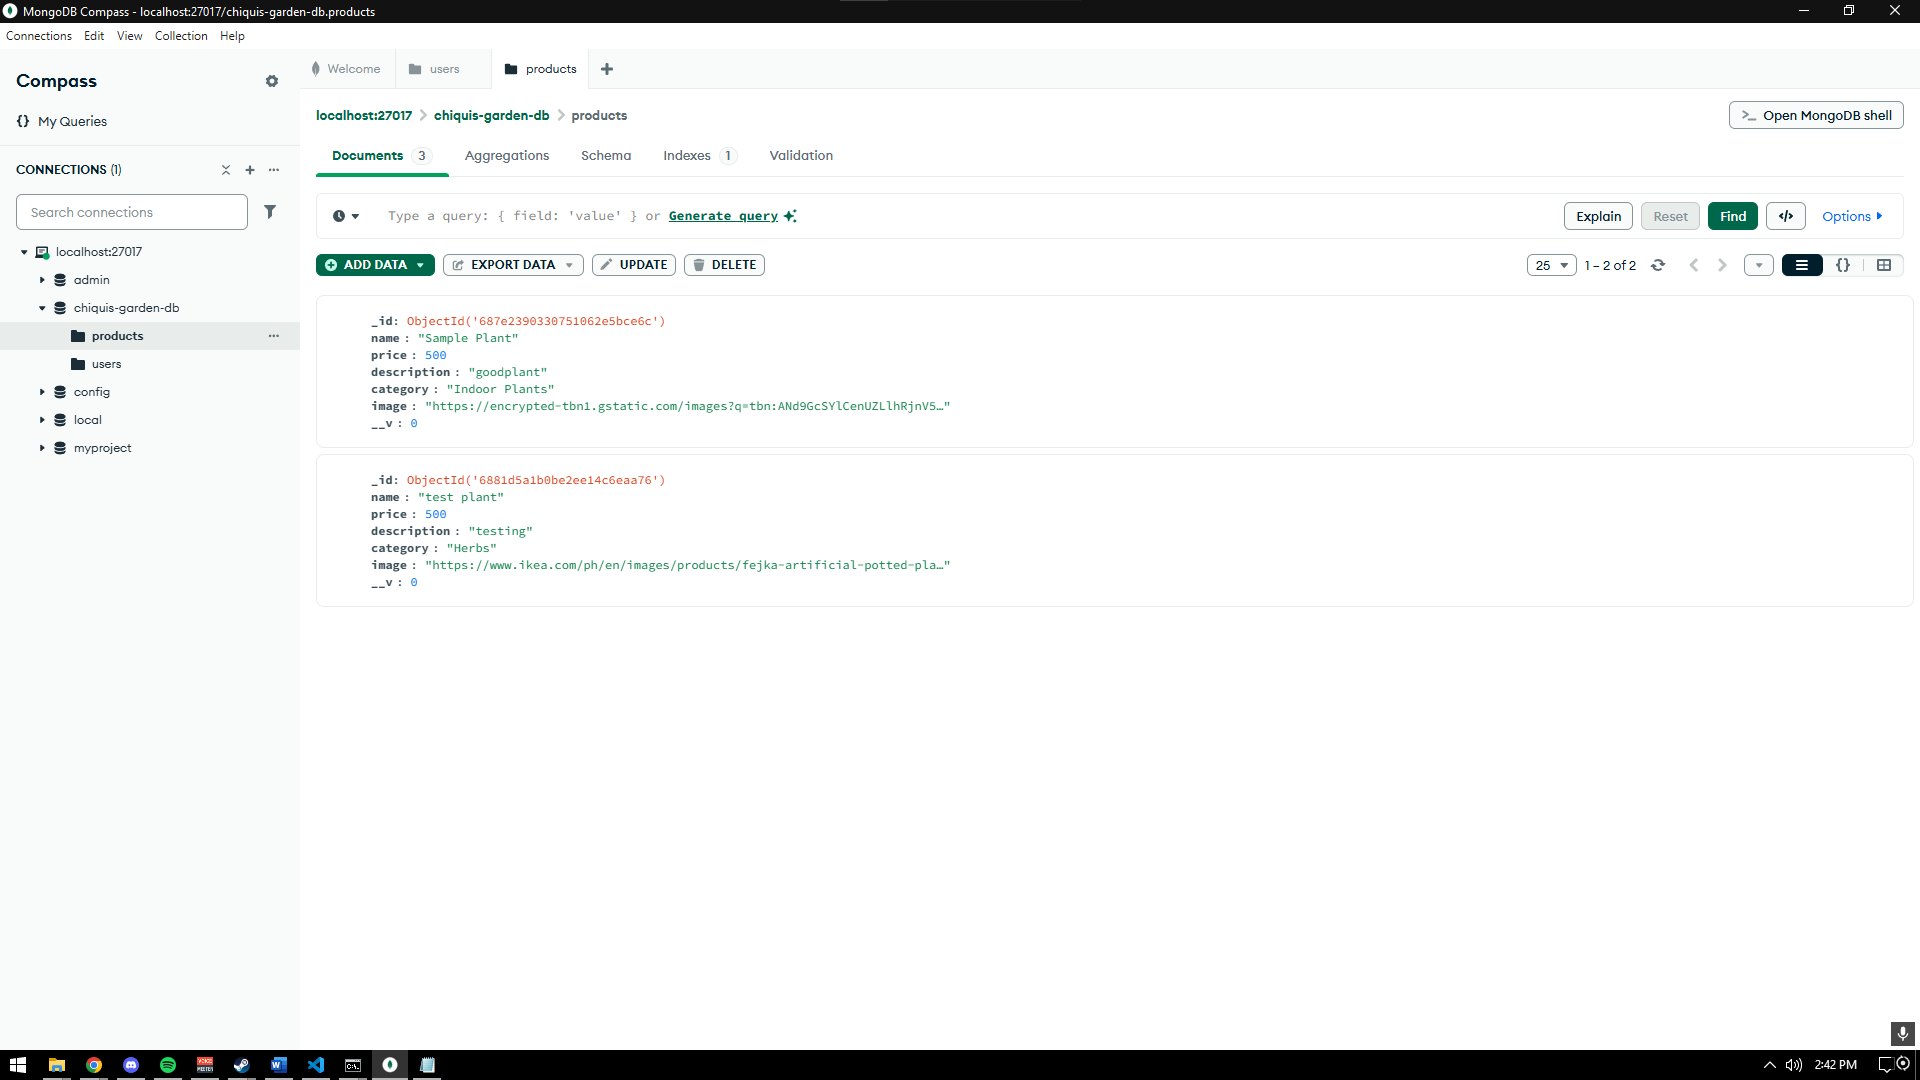 MongoDB Compass - localhost:27017/chiquis-garden-db.products
Connections Edit View Collection Help
Compass
My Queries
CONNECTIONS (1)
Search connections
localhost:27017
admin
chiquis-garden-db
products
users
config
local
myproject
Welcome users products
localhost:27017 > chiquis-garden-db > products
Open MongoDB shell
Documents 3 Aggregations Schema Indexes 1 Validation
Type a query: { field: 'value' } or Generate query
Explain Reset Find </> Options
ADD DATA EXPORT DATA UPDATE DELETE
25 1 – 2 of 2 {}
_id: ObjectId('687e2390330751062e5bce6c')
name : "Sample Plant"
price : 500
description : "goodplant"
category : "Indoor Plants"
image : "https://encrypted-tbn1.gstatic.com/images?q=tbn:ANd9GcSYlCenUZLlhRjnV5…"
__v : 0
_id: ObjectId('6881d5a1b0be2ee14c6eaa76')
name : "test plant"
price : 500
description : "testing"
category : "Herbs"
image : "https://www.ikea.com/ph/en/images/products/fejka-artificial-potted-pla…"
__v : 0
2:42 PM